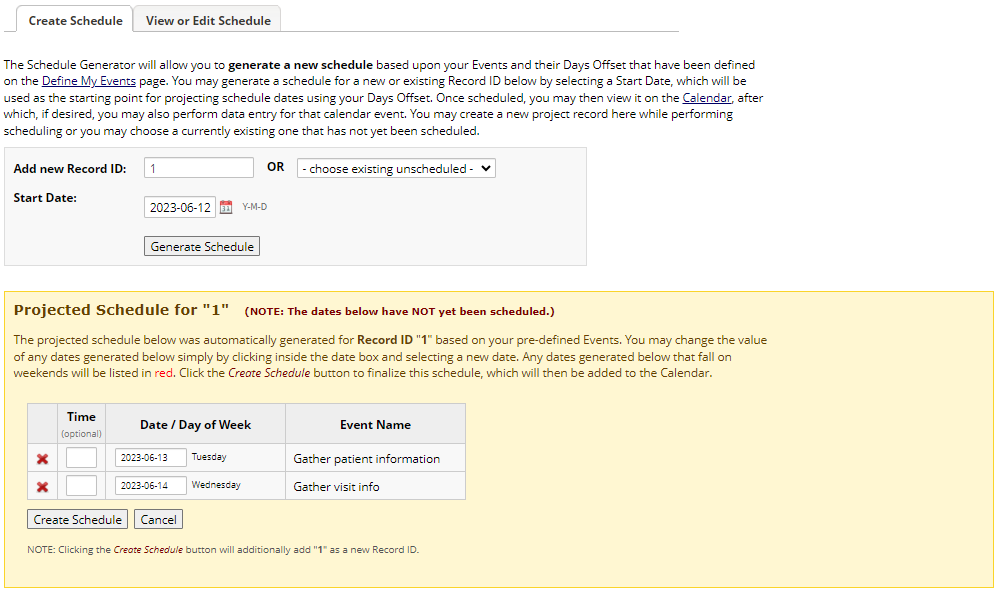 Create Schedule
View or Edit Schedule
The Schedule Generator will allow you to generate a new schedule based upon your Events and their Days Offset that have been defined
on the Define My Events page. You may generate a schedule for a new or existing Record ID below by selecting a Start Date, which will be
used as the starting point for projecting schedule dates using your Days Offset. Once scheduled, you may then view it on the Calendar, after
which, if desired, you may also perform data entry for that calendar event. You may create a new project record here while performing
scheduling or you may choose a currently existing one that has not yet been scheduled.
Add new Record ID: 1 OR - choose existing unscheduled -
Start Date: 2023-06-12 31 Y-M-D
Generate Schedule
Projected Schedule for "1" (NOTE: The dates below have NOT yet been scheduled.)
The projected schedule below was automatically generated for Record ID "1" based on your pre-defined Events. You may change the value
of any dates generated below simply by clicking inside the date box and selecting a new date. Any dates generated below that fall on
weekends will be listed in red. Click the Create Schedule button to finalize this schedule, which will then be added to the Calendar.
Time (optional) Date / Day of Week Event Name
2023-06-13 Tuesday Gather patient information
2023-06-14 Wednesday Gather visit info
Create Schedule Cancel
NOTE: Clicking the Create Schedule button will additionally add "1" as a new Record ID.